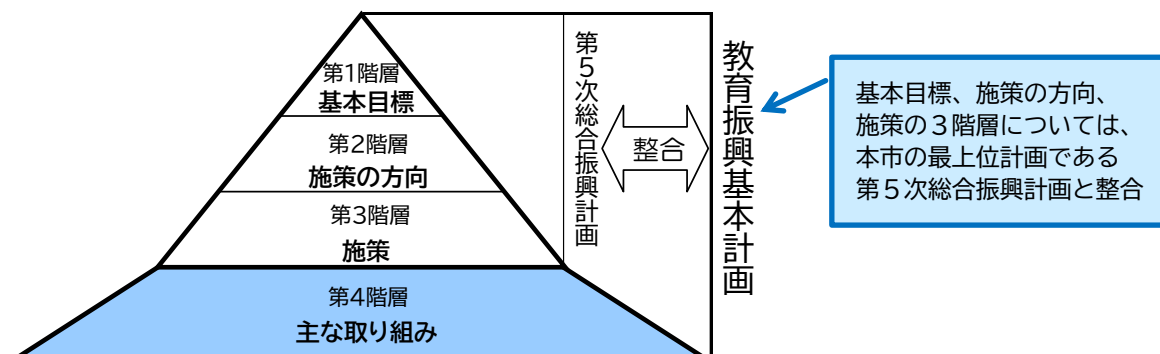 第1階層
基本目標
第2階層
施策の方向
第3階層
施策
第4階層
主な取り組み
第5次総合振興計画
整合
教育振興基本計画
基本目標、施策の方向、
施策の３階層については、
本市の最上位計画である
第５次総合振興計画と整合